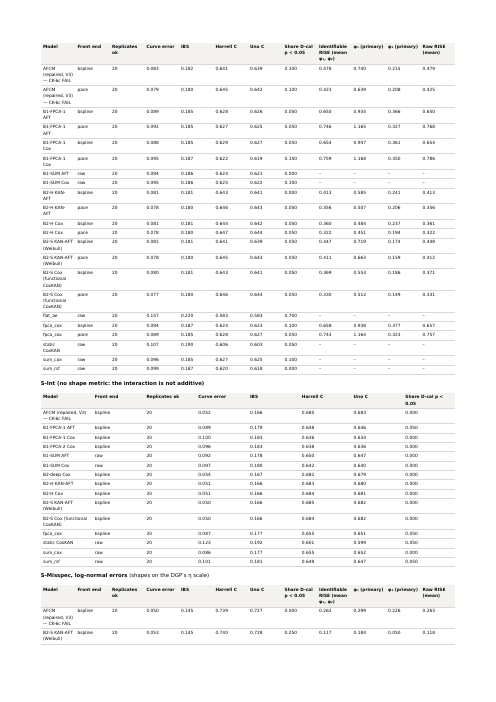 Model Front end Replicates ok Curve error IBS Harrell C Uno C Share D-cal p < 0.05 Identifiable RISE (mean φ₁, φ₂) φ₁ (primary) φ₂ (primary) Raw RISE (mean)
AFCM (repaired, V3) — CK-6c FAIL bspline 20 0.083 0.182 0.641 0.639 0.100 0.478 0.740 0.215 0.479
AFCM (repaired, V3) — CK-6c FAIL pace 20 0.079 0.180 0.645 0.642 0.100 0.423 0.639 0.208 0.425
B1-FPCA-1 AFT bspline 20 0.089 0.185 0.628 0.626 0.050 0.650 0.935 0.366 0.650
B1-FPCA-1 AFT pace 20 0.092 0.185 0.627 0.625 0.050 0.746 1.165 0.327 0.768
B1-FPCA-1 Cox bspline 20 0.088 0.185 0.629 0.627 0.050 0.654 0.947 0.361 0.654
B1-FPCA-1 Cox pace 20 0.095 0.187 0.622 0.619 0.150 0.759 1.168 0.350 0.786
B1-SUM AFT raw 20 0.094 0.186 0.624 0.621 0.000 – – – –
B1-SUM Cox raw 20 0.095 0.186 0.625 0.622 0.100 – – – –
B2-H KAN-AFT bspline 20 0.081 0.181 0.643 0.641 0.000 0.413 0.585 0.241 0.413
B2-H KAN-AFT pace 20 0.078 0.180 0.646 0.643 0.050 0.356 0.507 0.206 0.356
B2-H Cox bspline 20 0.081 0.181 0.644 0.642 0.050 0.360 0.484 0.237 0.361
B2-H Cox pace 20 0.078 0.180 0.647 0.644 0.050 0.322 0.451 0.194 0.322
B2-S KAN-AFT (Weibull) bspline 20 0.081 0.181 0.641 0.639 0.050 0.447 0.719 0.174 0.448
B2-S KAN-AFT (Weibull) pace 20 0.078 0.180 0.645 0.643 0.050 0.411 0.663 0.159 0.412
B2-S Cox (functional CoxKAN) bspline 20 0.080 0.181 0.643 0.641 0.050 0.369 0.553 0.186 0.371
B2-S Cox (functional CoxKAN) pace 20 0.077 0.180 0.646 0.644 0.050 0.330 0.512 0.149 0.331
flat_ae raw 20 0.157 0.220 0.583 0.583 0.700 – – – –
fpca_cox bspline 20 0.094 0.187 0.624 0.623 0.100 0.658 0.938 0.377 0.657
fpca_cox pace 20 0.089 0.185 0.628 0.627 0.050 0.743 1.164 0.323 0.757
static CoxKAN raw 20 0.107 0.190 0.606 0.603 0.050 – – – –
sum_cox raw 20 0.096 0.185 0.627 0.625 0.100 – – – –
sum_rsf raw 20 0.099 0.187 0.620 0.618 0.000 – – – –
S-Int (no shape metric: the interaction is not additive)
Model Front end Replicates ok Curve error IBS Harrell C Uno C Share D-cal p < 0.05
AFCM (repaired, V3) — CK-6c FAIL bspline 20 0.052 0.166 0.685 0.683 0.000
B1-FPCA-1 AFT bspline 20 0.089 0.179 0.648 0.646 0.050
B1-FPCA-1 Cox bspline 20 0.100 0.183 0.636 0.634 0.000
B1-FPCA-2 Cox bspline 20 0.096 0.183 0.638 0.636 0.000
B1-SUM AFT raw 20 0.092 0.178 0.650 0.647 0.000
B1-SUM Cox raw 20 0.097 0.180 0.642 0.640 0.000
B2-deep Cox bspline 20 0.054 0.167 0.682 0.679 0.000
B2-H KAN-AFT bspline 20 0.051 0.166 0.683 0.680 0.000
B2-H Cox bspline 20 0.051 0.166 0.684 0.681 0.000
B2-S KAN-AFT (Weibull) bspline 20 0.050 0.166 0.685 0.682 0.000
B2-S Cox (functional CoxKAN) bspline 20 0.050 0.166 0.684 0.682 0.000
fpca_cox bspline 20 0.087 0.177 0.655 0.651 0.050
static CoxKAN raw 20 0.123 0.192 0.601 0.599 0.050
sum_cox raw 20 0.086 0.177 0.655 0.652 0.000
sum_rsf raw 20 0.101 0.181 0.649 0.647 0.050
S-Misspec, log-normal errors (shapes on the DGP's η scale)
Model Front end Replicates ok Curve error IBS Harrell C Uno C Share D-cal p < 0.05 Identifiable RISE (mean φ₁, φ₂) φ₁ (primary) φ₂ (primary) Raw RISE (mean)
AFCM (repaired, V3) — CK-6c FAIL bspline 20 0.050 0.145 0.739 0.727 0.000 0.262 0.299 0.226 0.263
B2-S KAN-AFT (Weibull) bspline 20 0.053 0.145 0.740 0.728 0.250 0.117 0.184 0.050 0.118